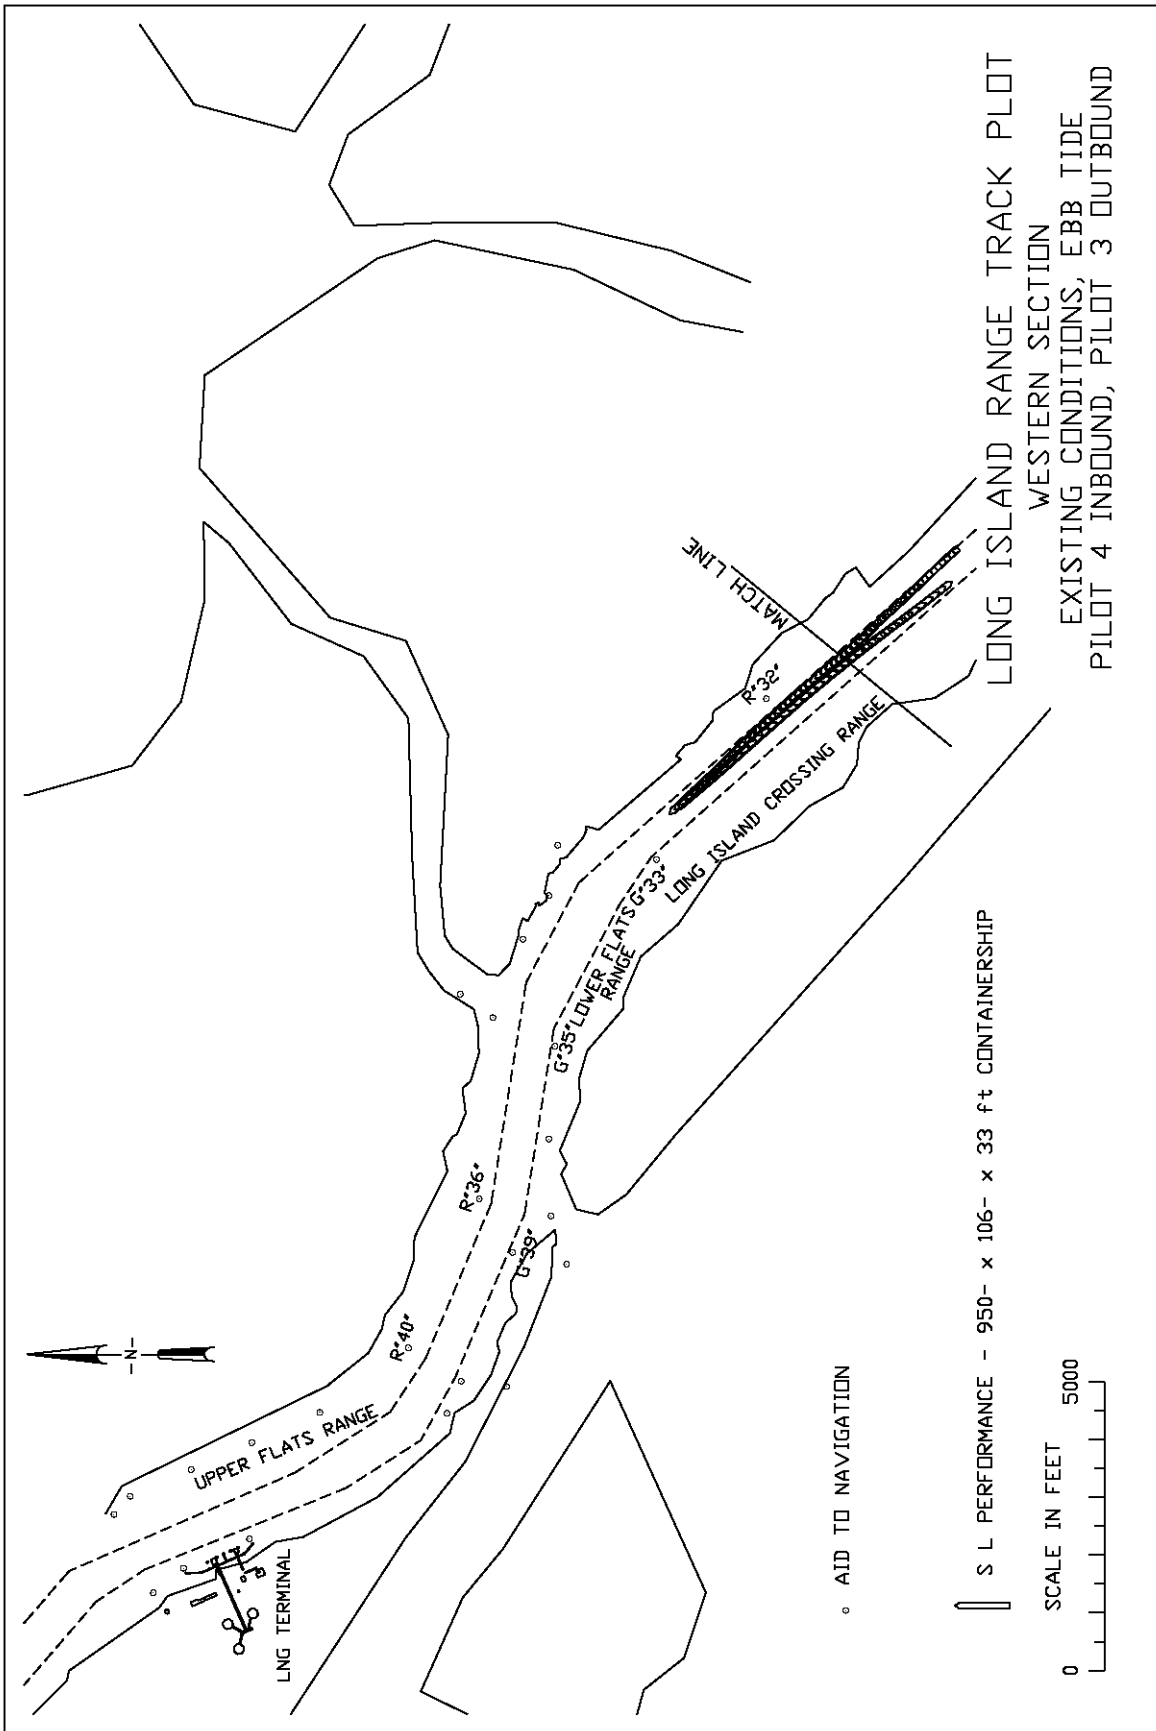 -N-
UPPER FLATS RANGE
LNG TERMINAL
R"40"
R"36"
G"39"
G"35"
LOWER FLATS
RANGE
G"33"
LONG ISLAND CROSSING RANGE
R"32"
MATCH LINE
AID TO NAVIGATION
S L PERFORMANCE - 950- x 106- x 33 ft CONTAINERSHIP
SCALE IN FEET
0 5000
LONG ISLAND RANGE TRACK PLOT
WESTERN SECTION
EXISTING CONDITIONS, EBB TIDE
PILOT 4 INBOUND, PILOT 3 OUTBOUND